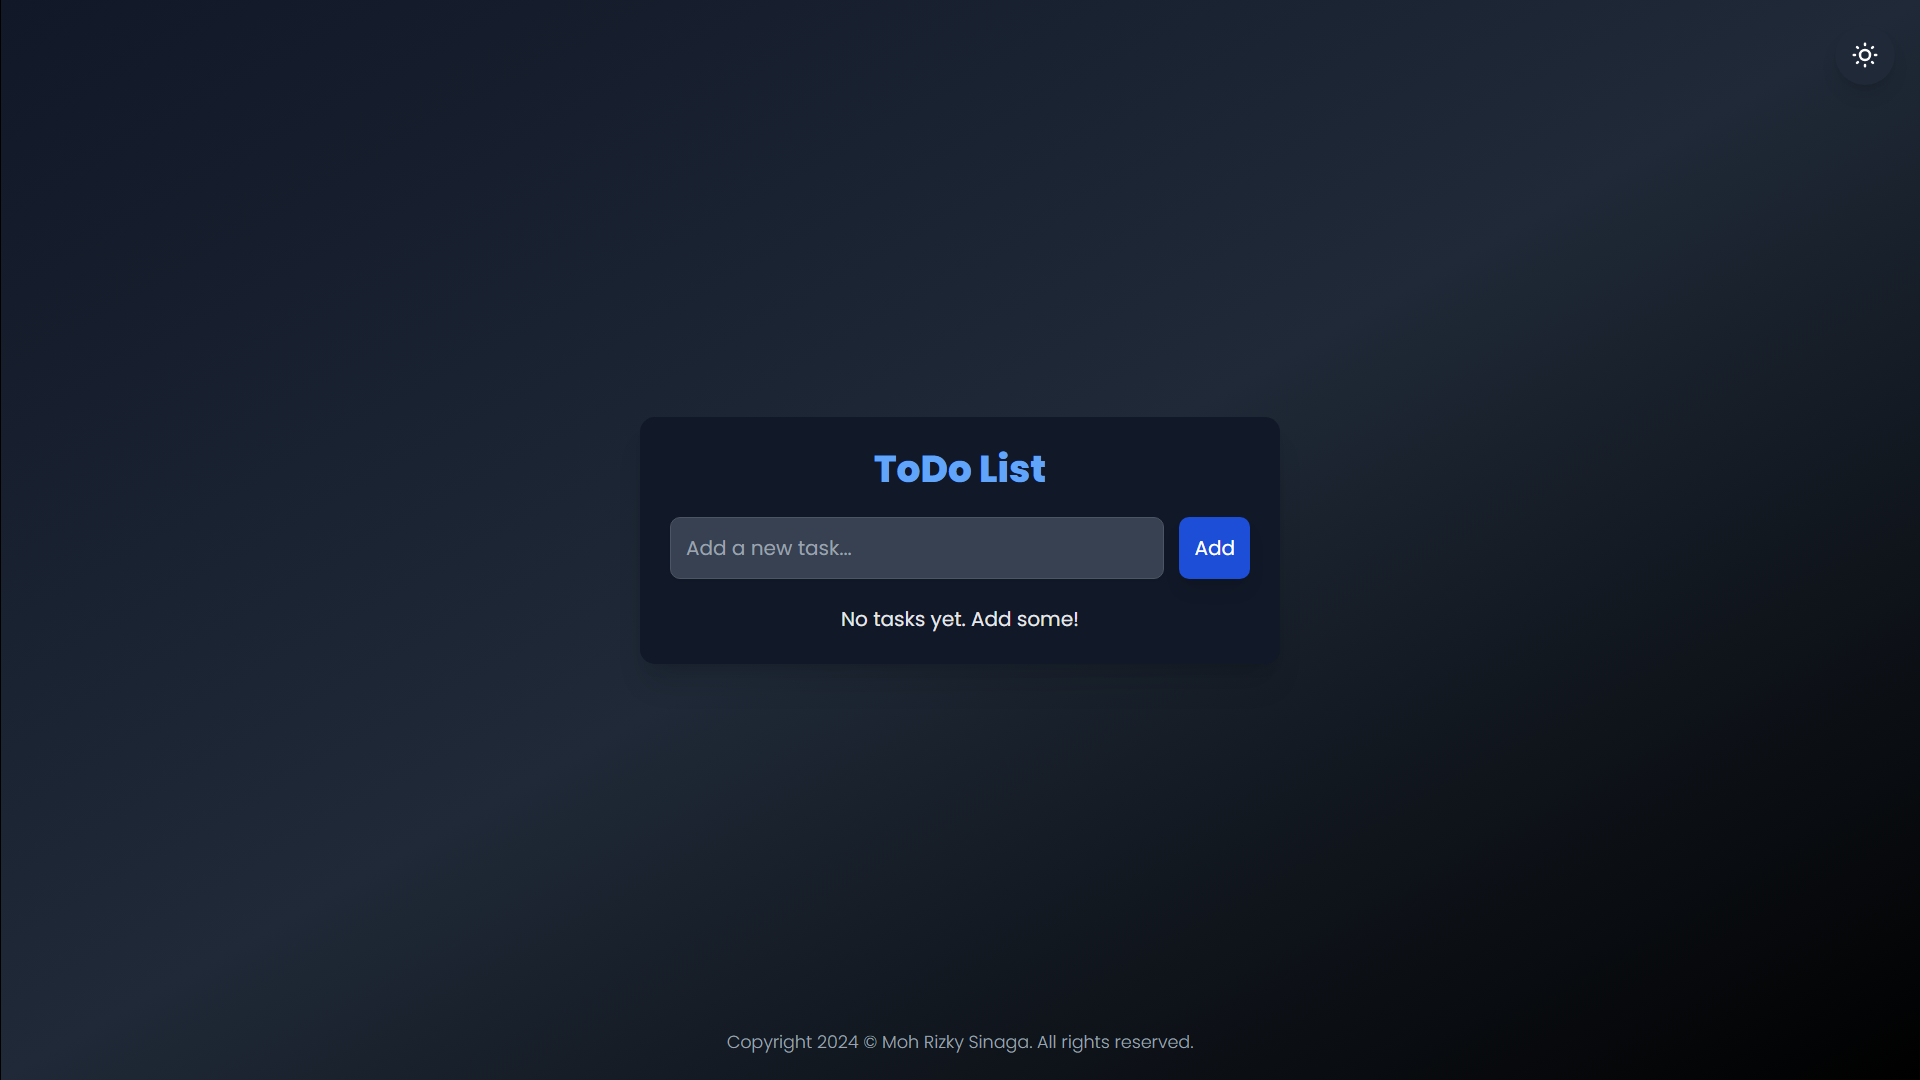 ToDo List
Add a new task...
Add
No tasks yet. Add some!
Copyright 2024 © Moh Rizky Sinaga. All rights reserved.